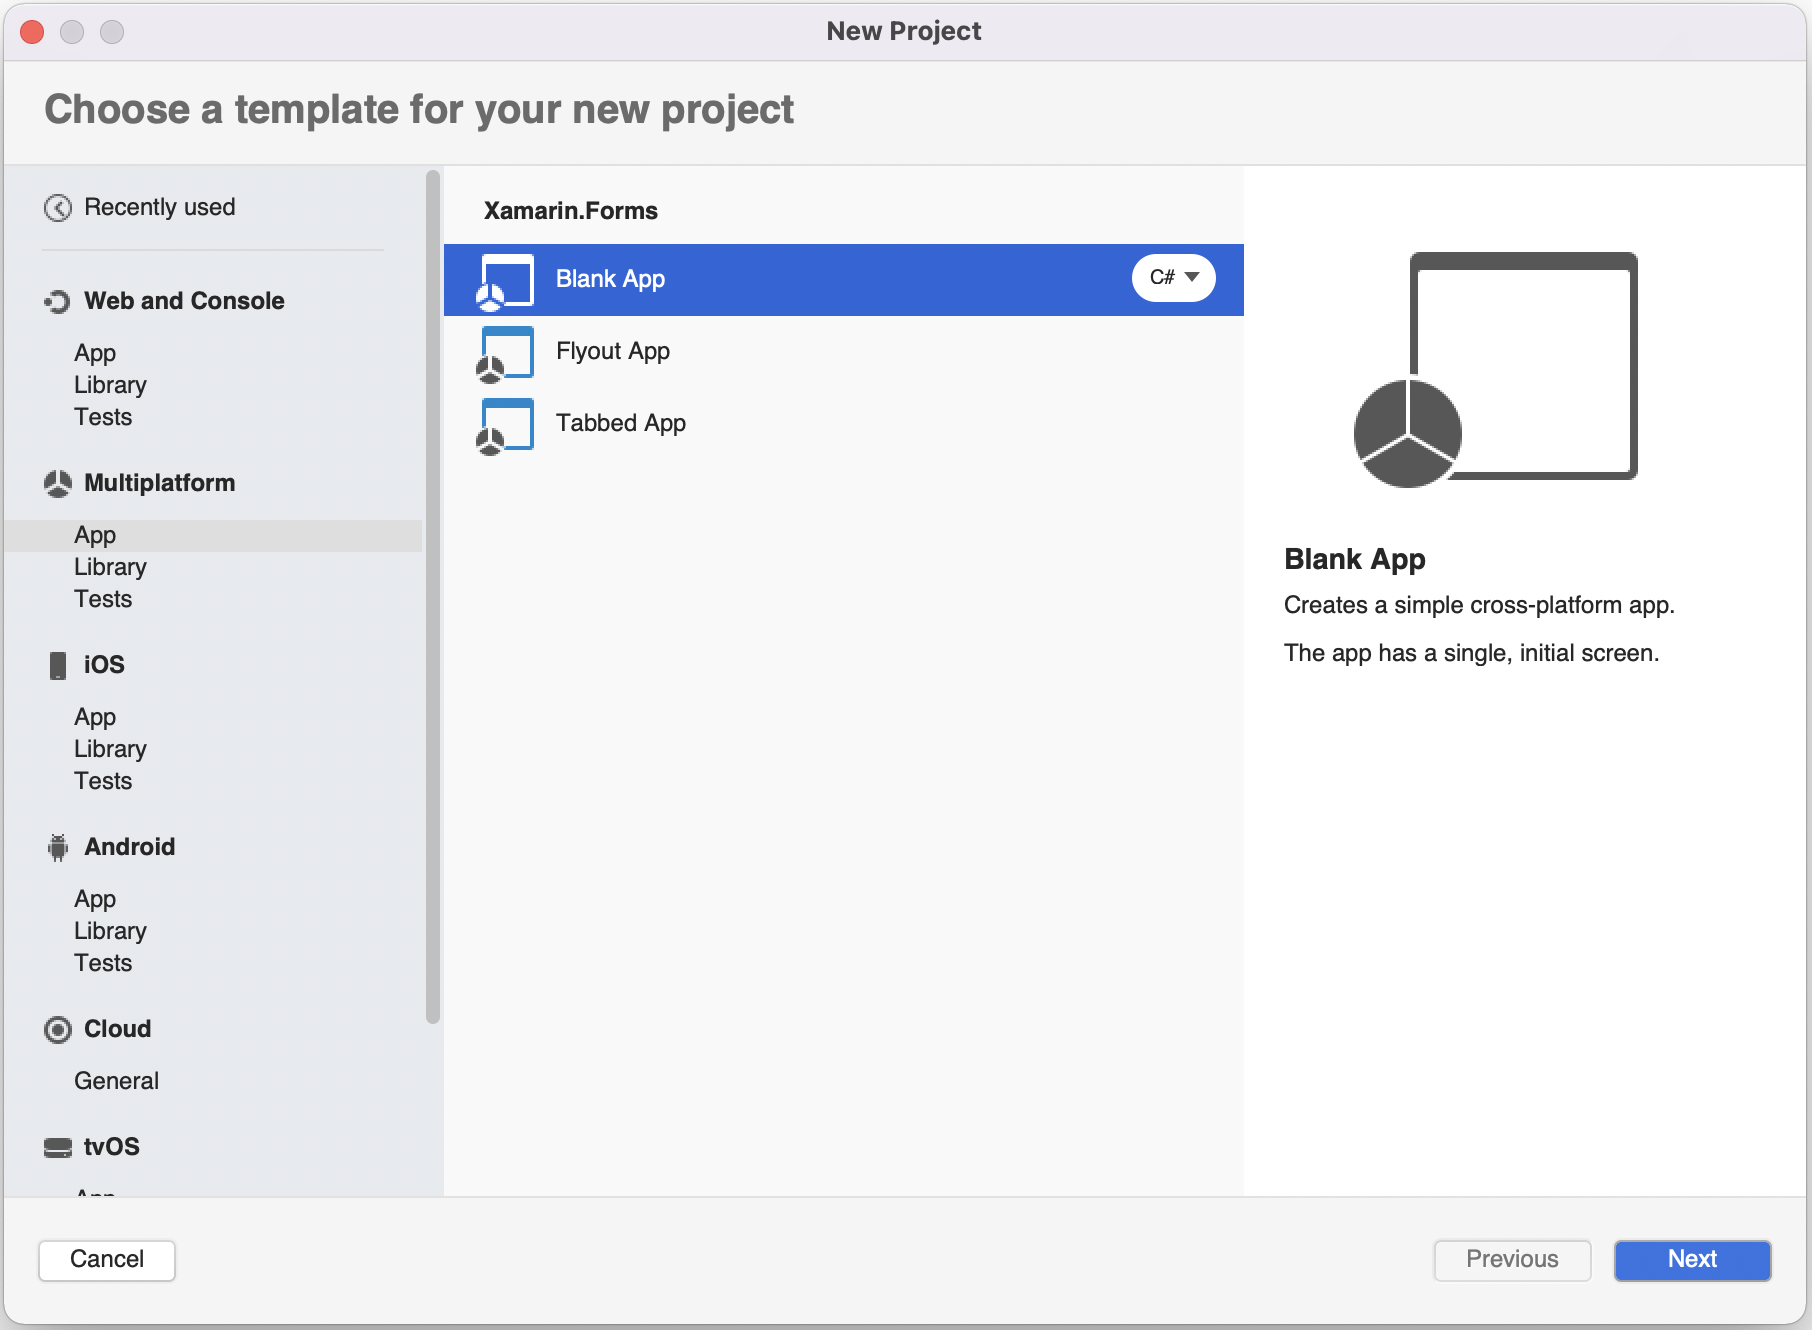 New Project
Choose a template for your new project
Recently used
Web and Console
App
Library
Tests
Multiplatform
App
Library
Tests
iOS
App
Library
Tests
Android
App
Library
Tests
Cloud
General
tvOS
App
Xamarin.Forms
Blank App
C#
Flyout App
Tabbed App
Blank App
Creates a simple cross-platform app.
The app has a single, initial screen.
Cancel
Previous
Next